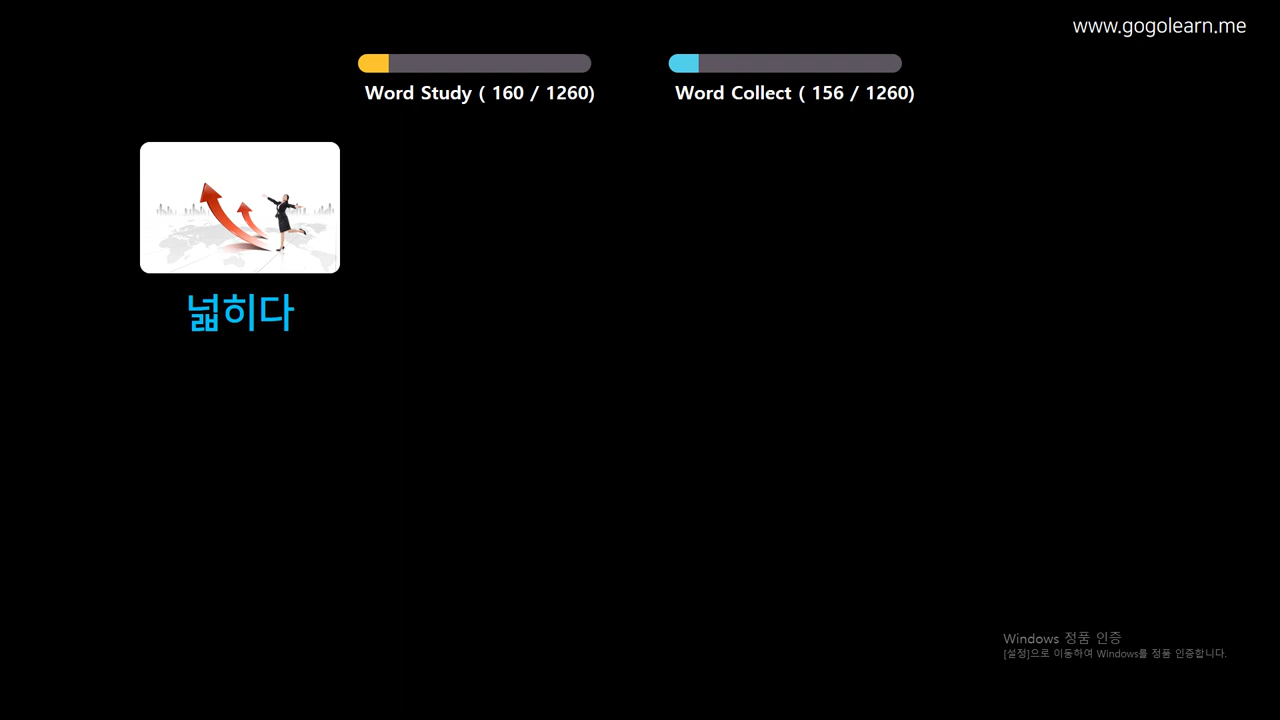 www.gogolearn.me
Word Study ( 160 / 1260)
Word Collect ( 156 / 1260)
넓히다
Windows 정품 인증
[설정]으로 이동하여 Windows를 정품 인증합니다.